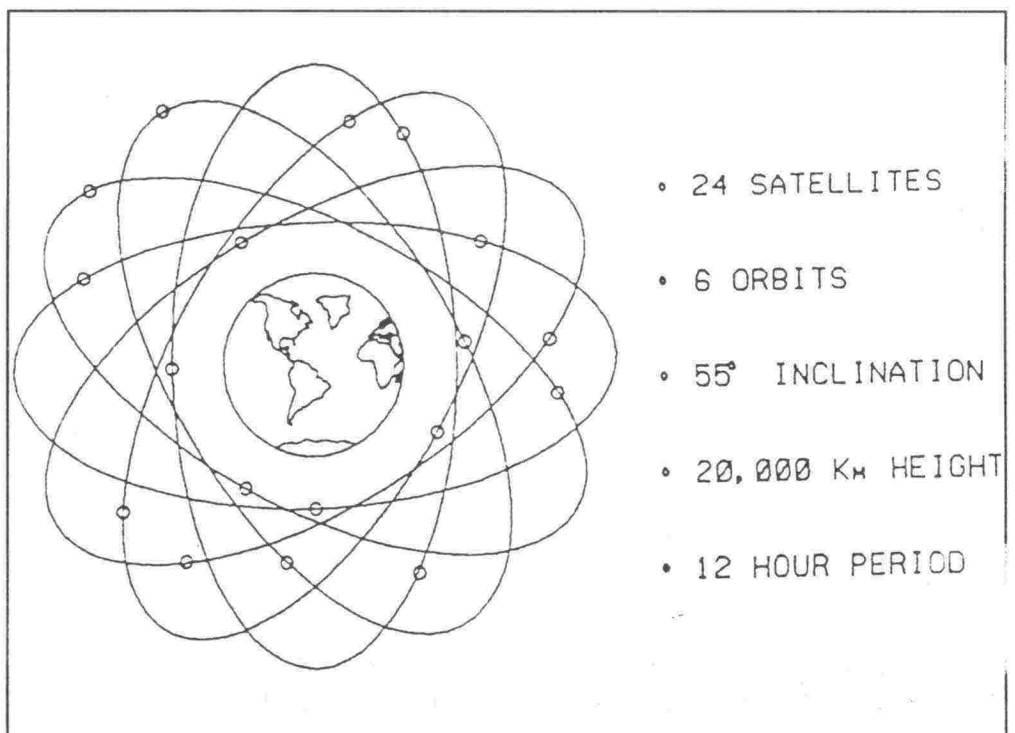 • 24 SATELLITES
• 6 ORBITS
• 55° INCLINATION
• 20,000 KM HEIGHT
• 12 HOUR PERIOD